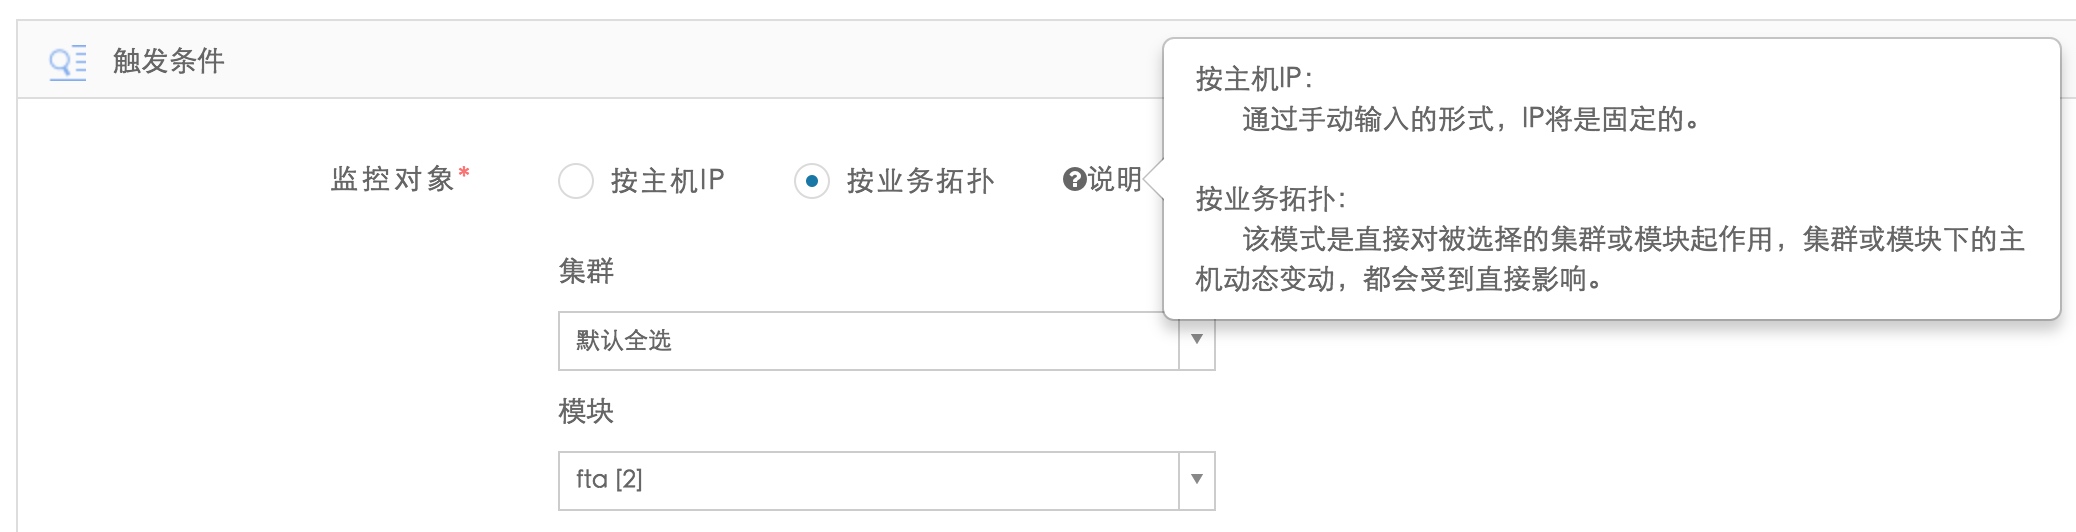 触发条件
监控对象*
按主机IP
按业务拓扑
?说明
按主机IP：
通过手动输入的形式，IP将是固定的。
按业务拓扑：
该模式是直接对被选择的集群或模块起作用，集群或模块下的主
机动态变动，都会受到直接影响。
集群
默认全选
模块
fta [2]